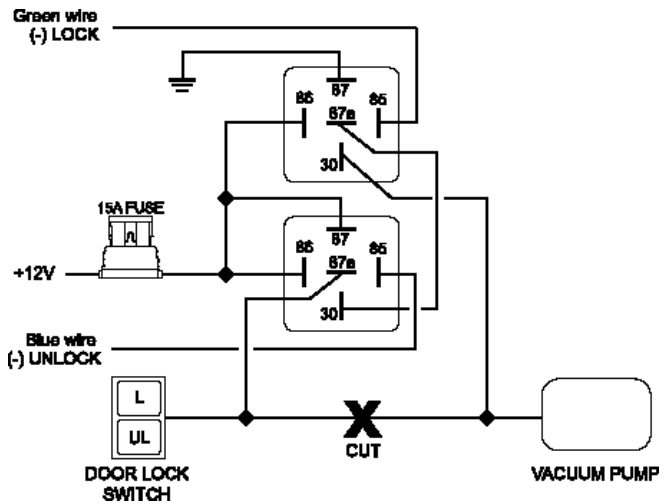 Green wire
(-) LOCK
87
86
87a
85
30
15A FUSE
+12V
87
86
87a
85
30
Blue wire
(-) UNLOCK
L
UL
DOOR LOCK
SWITCH
X
CUT
VACUUM PUMP